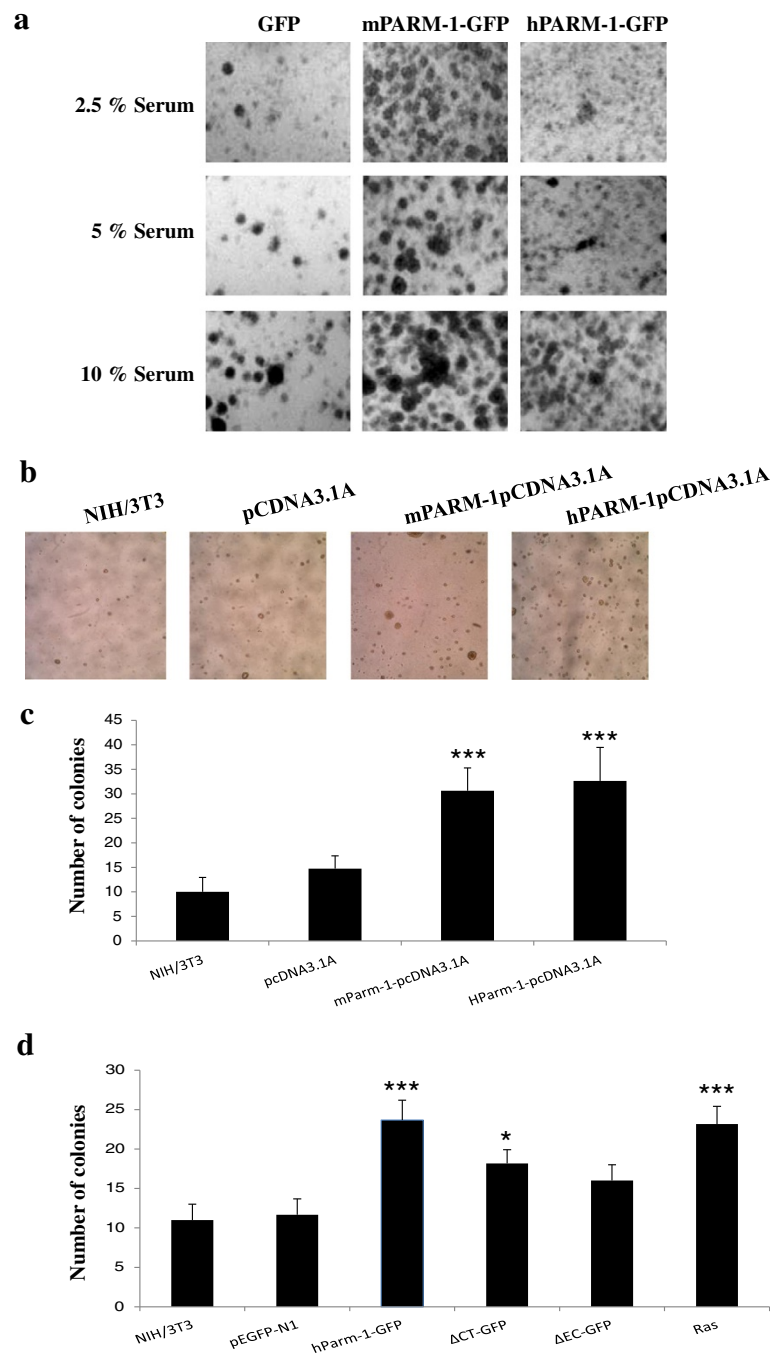 a
GFP mPARM-1-GFP hPARM-1-GFP
2.5 % Serum
5 % Serum
10 % Serum
b
NIH/3T3 pCDNA3.1A mPARM-1pCDNA3.1A hPARM-1pCDNA3.1A
c
Number of colonies
45
40
35
30
25
20
15
10
5
0
*** ***
NIH/3T3 pcDNA3.1A mParm-1-pcDNA3.1A HParm-1-pcDNA3.1A
d
Number of colonies
30
25
20
15
10
5
0
*** * ***
NIH/3T3 pEGFP-N1 hParm-1-GFP ΔCT-GFP ΔEC-GFP Ras